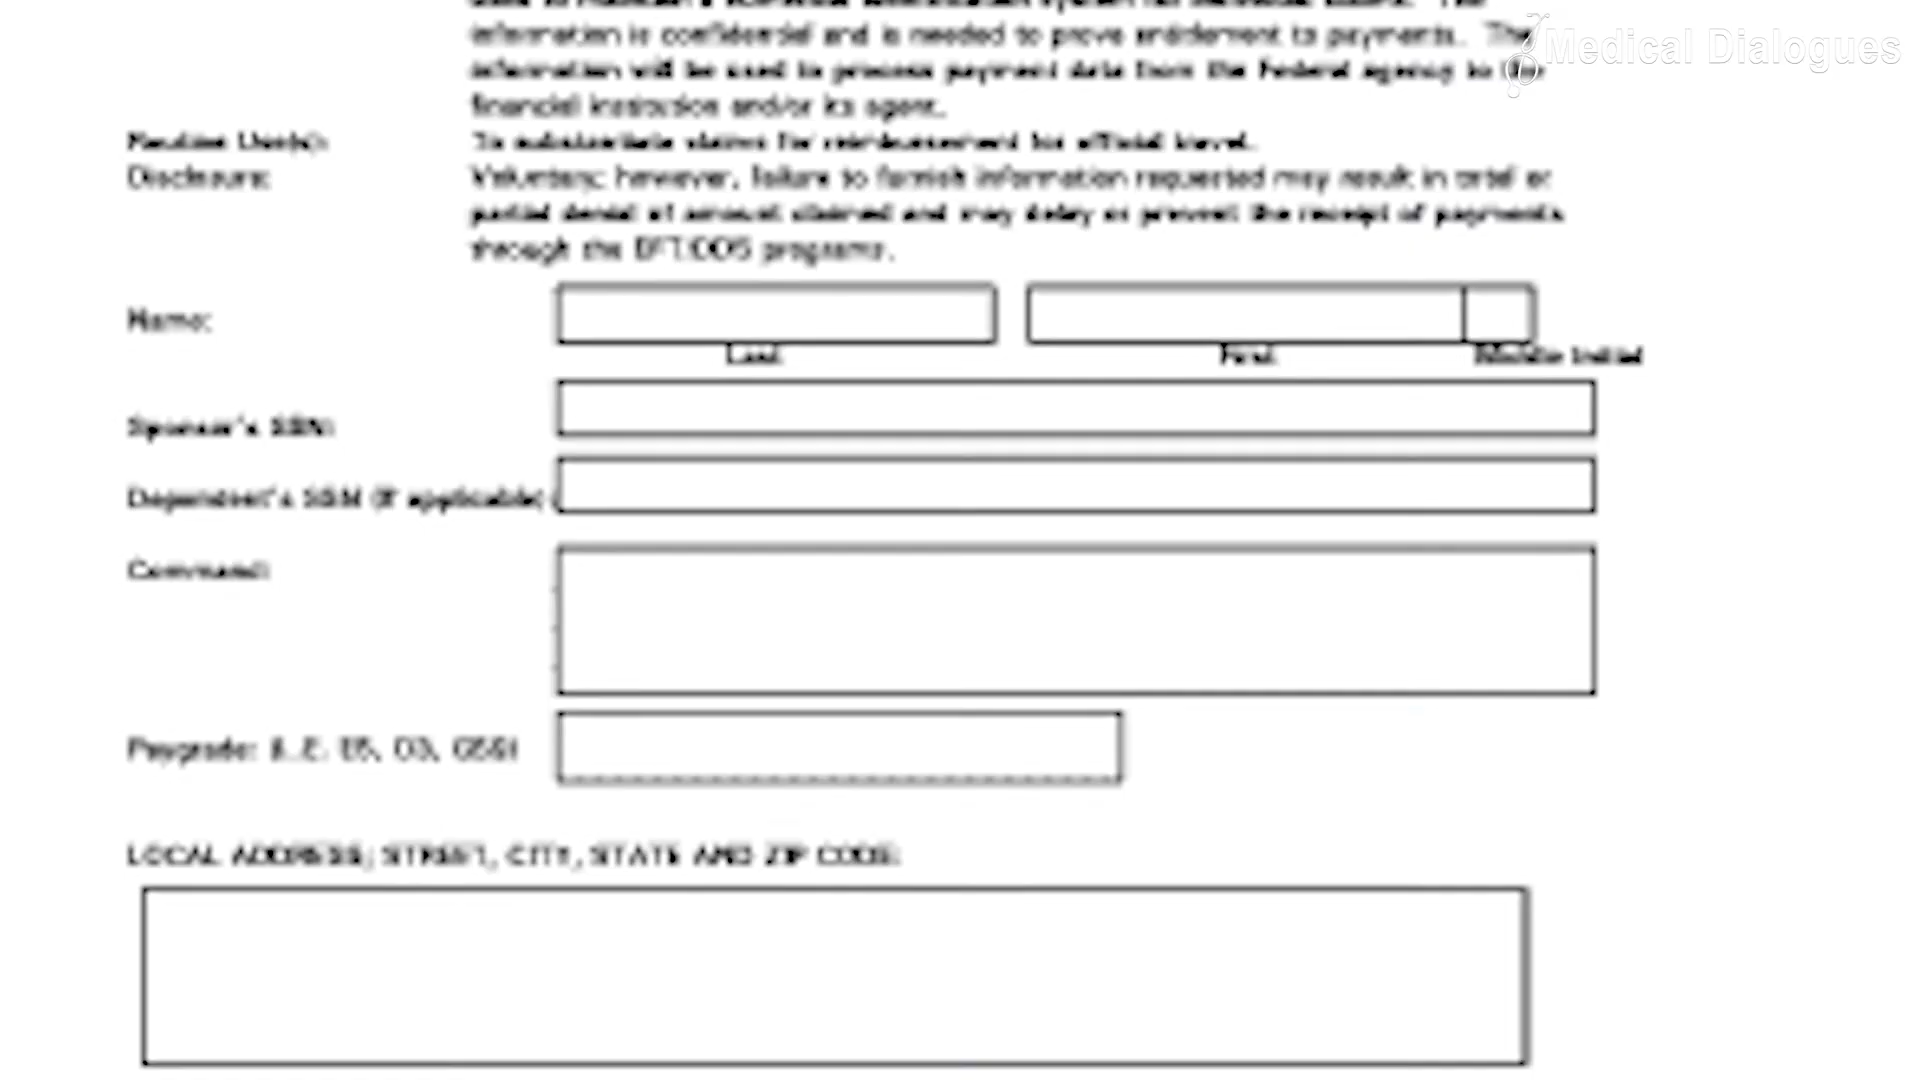 information is confidential and is needed to prove entitlement to payments. The
information will be used to process payment data from the Federal agency to the
financial institution and/or its agent.
Routine Use(s):
To substantiate claims for reimbursement for official travel.
Disclosure:
Voluntary; however, failure to furnish information requested may result in total or
partial denial of amount claimed and may delay or prevent the receipt of payments
through the programs.
Name:
Last
First
Middle Initial
Sponsor's SSN:
Dependent's SSN (if applicable):
Command:
Paygrade:
LOCAL ADDRESS; STREET, CITY, STATE AND ZIP CODE:
Medical Dialogues